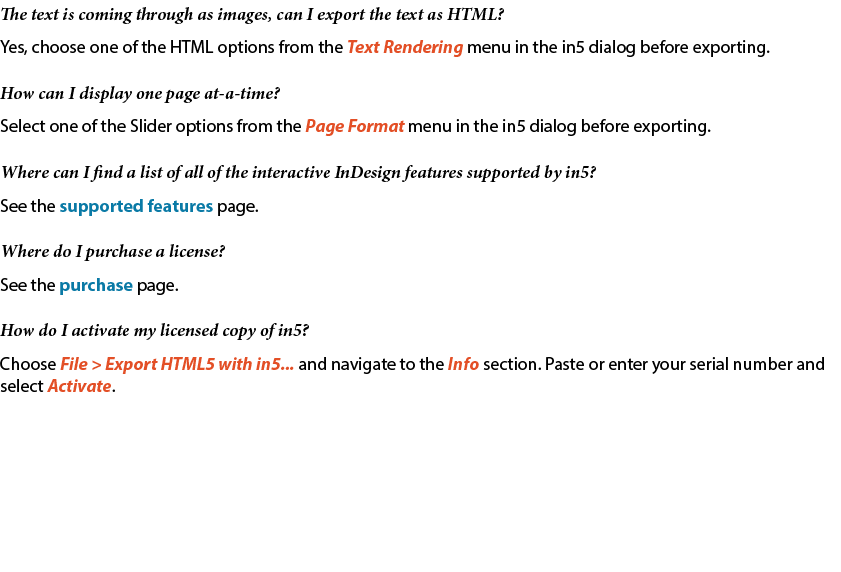 The text is coming through as images, can I export the text as HTML?
Yes, choose one of the HTML options from the Text Rendering menu in the in5 dialog before exporting.
How can I display one page at-a-time?
Select one of the Slider options from the Page Format menu in the in5 dialog before exporting.
Where can I find a list of all of the interactive InDesign features supported by in5?
See the supported features page.
Where do I purchase a license?
See the purchase page.
How do I activate my licensed copy of in5?
Choose File > Export HTML5 with in5... and navigate to the Info section. Paste or enter your serial number and
select Activate.